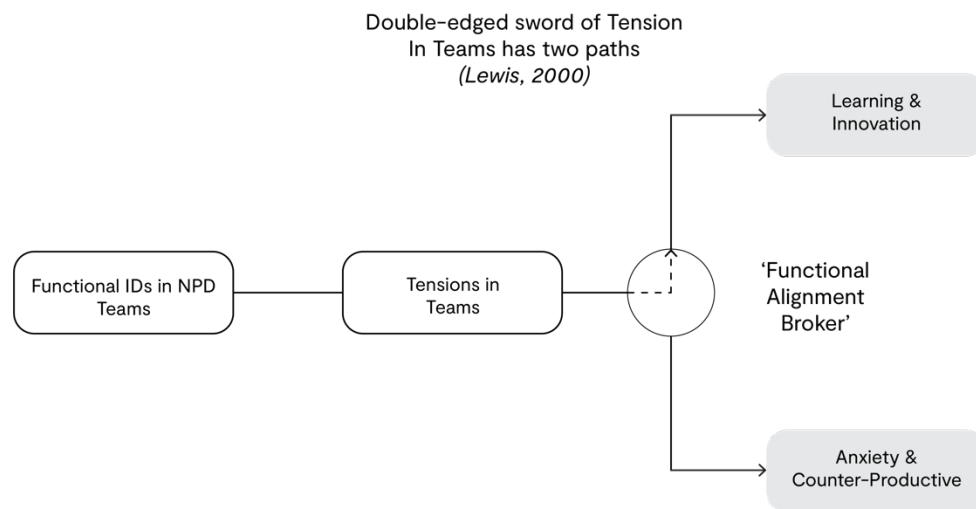 Double-edged sword of Tension
In Teams has two paths
(Lewis, 2000)
Learning &
Innovation
Functional IDs in NPD
Teams
Tensions in
Teams
‘Functional
Alignment
Broker’
Anxiety &
Counter-Productive